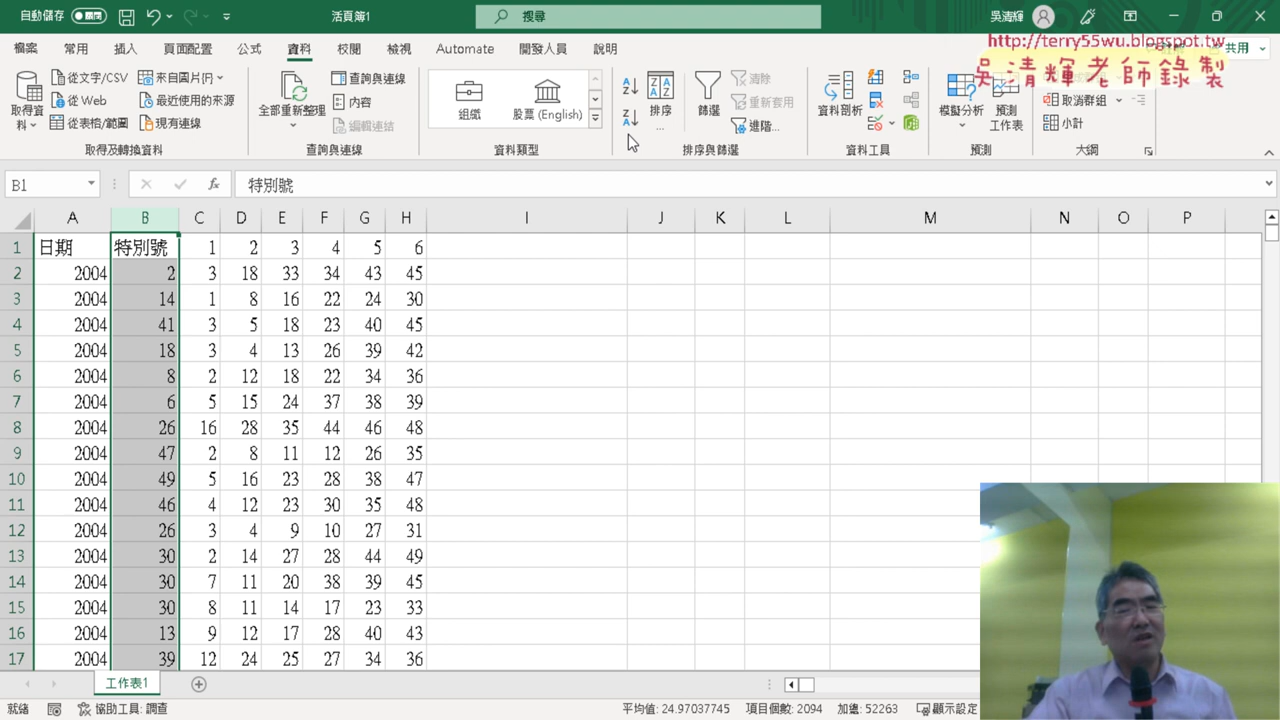 自動儲存 關閉 活頁簿1 搜尋 吳清輝
http://terry55wu.blogspot.tw
吳清輝老師錄製
檔案 常用 插入 頁面配置 公式 資料 校閱 檢視 Automate 開發人員 說明 共用
取得資料
從文字/CSV 來自圖片
從 Web 最近使用的來源
從表格/範圍 現有連線
全部重新整理
查詢與連線
內容
編輯連結
組織 股票 (English)
排序... 篩選
清除
重新套用
進階...
資料剖析
模擬分析 預測工作表
取消群組
小計
取得及轉換資料 查詢與連線 資料類型 排序與篩選 資料工具 預測 大綱
B1 fx 特別號
A B C D E F G H I J K L M N O P
1 日期 特別號 1 2 3 4 5 6
2 2004 2 3 18 33 34 43 45
3 2004 14 1 8 16 22 24 30
4 2004 41 3 5 18 23 40 45
5 2004 18 3 4 13 26 39 42
6 2004 8 2 12 18 22 34 36
7 2004 6 5 15 24 37 38 39
8 2004 26 16 28 35 44 46 48
9 2004 47 2 8 11 12 26 35
10 2004 49 5 16 23 28 38 47
11 2004 46 4 12 23 30 35 48
12 2004 26 3 4 9 10 27 31
13 2004 30 2 14 27 28 44 49
14 2004 30 7 11 20 38 39 45
15 2004 30 8 11 14 17 23 33
16 2004 13 9 12 17 28 40 43
17 2004 39 12 24 25 27 34 36
工作表1
就緒 協助工具: 調查 平均值: 24.97037745 項目個數: 2094 加總: 52263 顯示設定